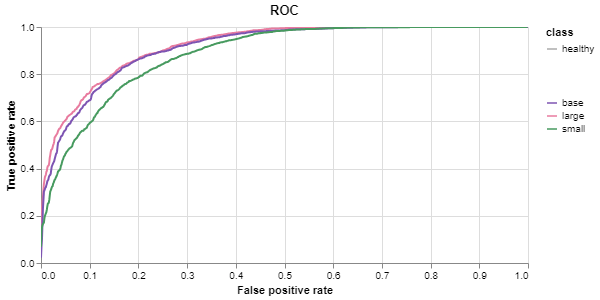 ROC
True positive rate
1.0
0.8
0.6
0.4
0.2
0.0
0.0 0.1 0.2 0.3 0.4 0.5 0.6 0.7 0.8 0.9 1.0
False positive rate
class
healthy
base
large
small